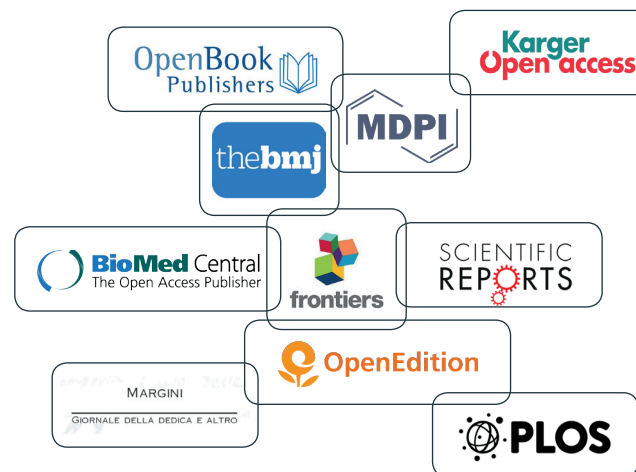 OpenBook
Publishers
Karger
Open access
MDPI
thebmj
BioMed Central
The Open Access Publisher
frontiers
SCIENTIFIC
REPORTS
OpenEdition
MARGINI
GIORNALE DELLA DEDICA E ALTRO
PLOS